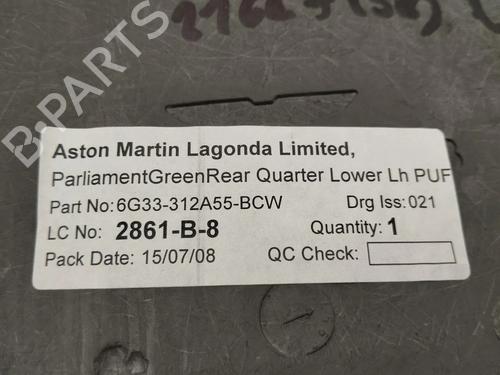 B-PARTS
Aston Martin Lagonda Limited,
ParliamentGreenRear Quarter Lower Lh PUF
Part No:6G33-312A55-BCW Drg Iss:021
LC No: 2861-B-8 Quantity:1
Pack Date: 15/07/08 QC Check: